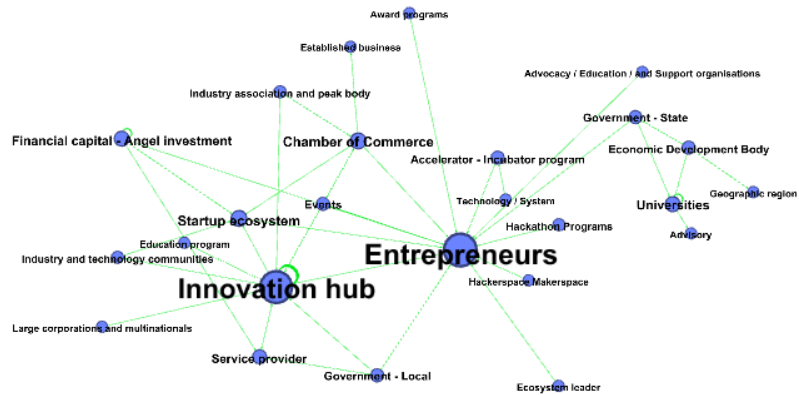 Award programs
Established business
Advocacy / Education / and Support organisations
Industry association and peak body
Government - State
Financial capital - Angel investment
Chamber of Commerce
Economic Development Body
Accelerator - Incubator program
Geographic region
Technology / System
Events
Universities
Startup ecosystem
Hackathon Programs
Advisory
Education program
Entrepreneurs
Industry and technology communities
Hackerspace Makerspace
Innovation hub
Large corporations and multinationals
Service provider
Government - Local
Ecosystem leader